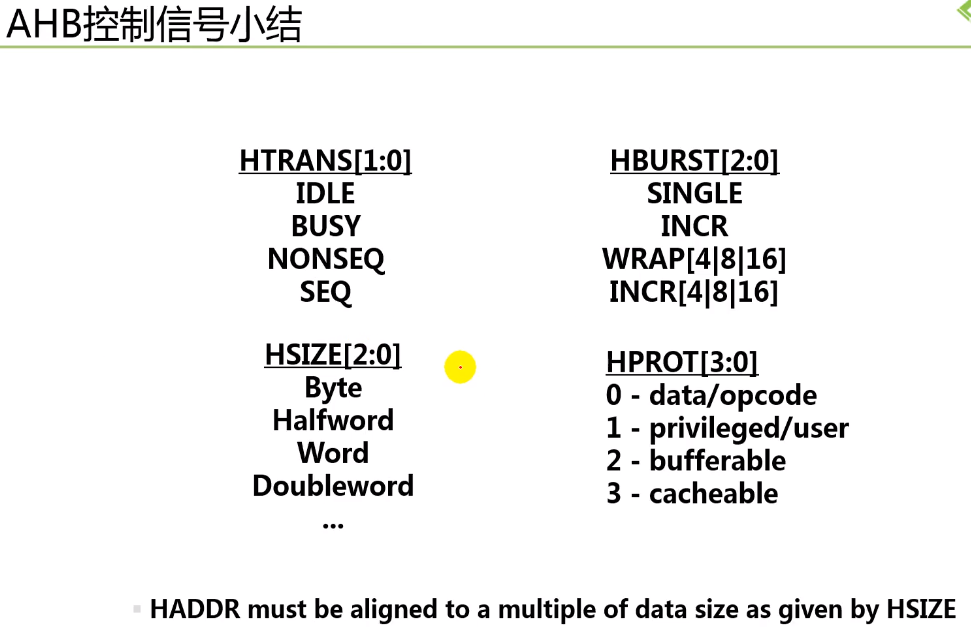 AHB控制信号小结
HTRANS[1:0]
IDLE
BUSY
NONSEQ
SEQ
HBURST[2:0]
SINGLE
INCR
WRAP[4|8|16]
INCR[4|8|16]
HSIZE[2:0]
Byte
Halfword
Word
Doubleword
...
HPROT[3:0]
0 - data/opcode
1 - privileged/user
2 - bufferable
3 - cacheable
HADDR must be aligned to a multiple of data size as given by HSIZE